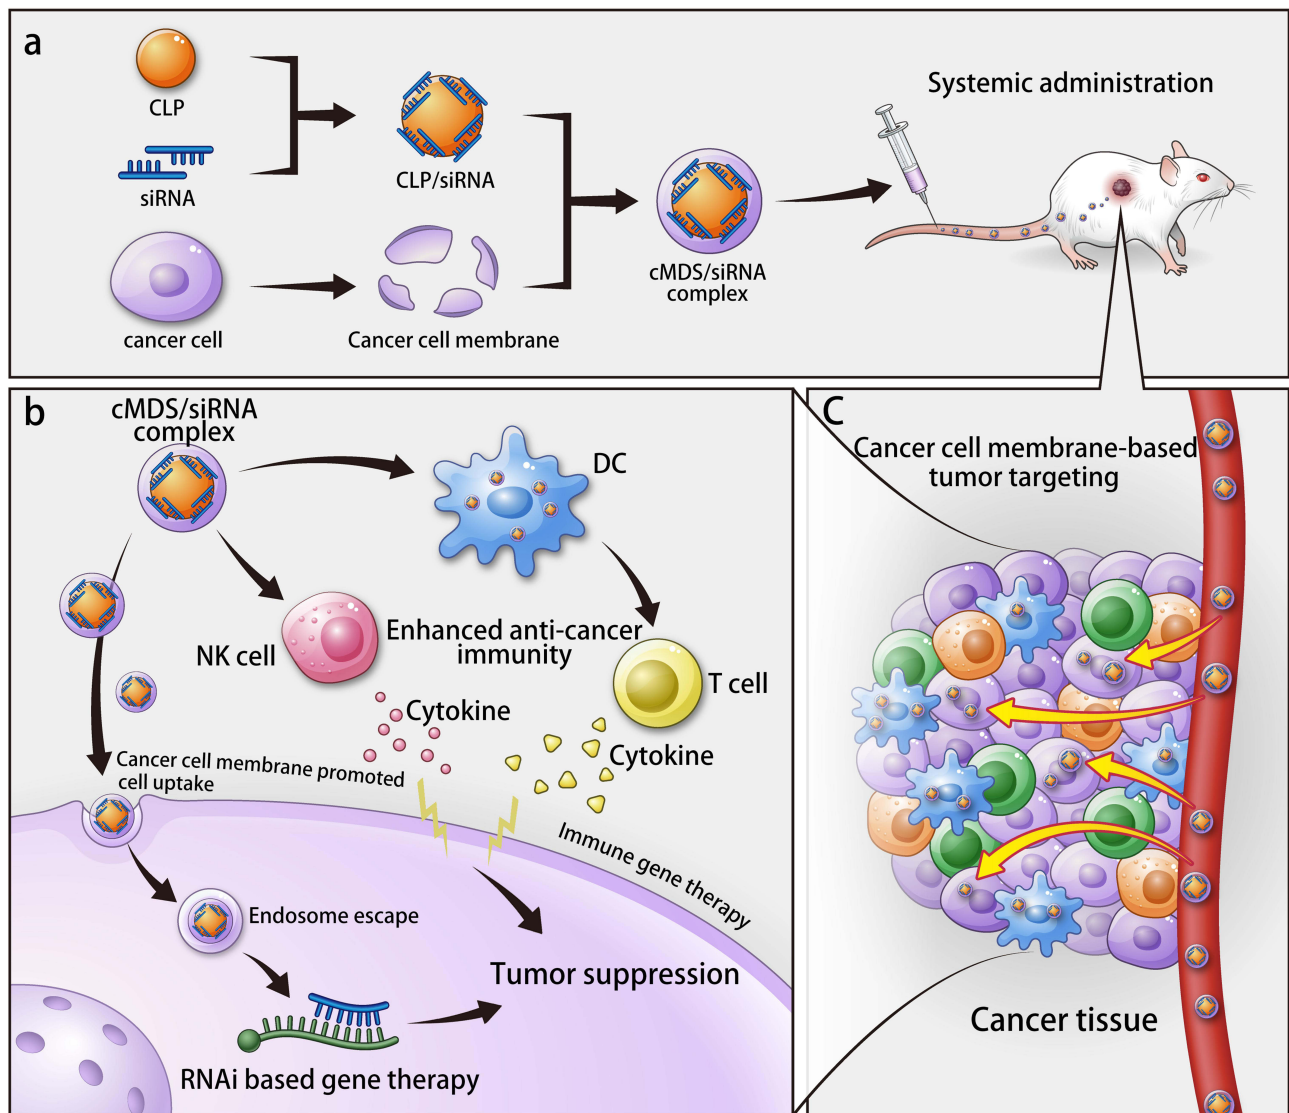 a
CLP
siRNA
cancer cell
CLP/siRNA
Cancer cell membrane
cMDS/siRNA
complex
Systemic administration
b
cMDS/siRNA
complex
DC
NK cell
Enhanced anti-cancer
immunity
T cell
Cytokine
Cytokine
Cancer cell membrane promoted
cell uptake
Immune gene therapy
Endosome escape
Tumor suppression
RNAi based gene therapy
C
Cancer cell membrane-based
tumor targeting
Cancer tissue